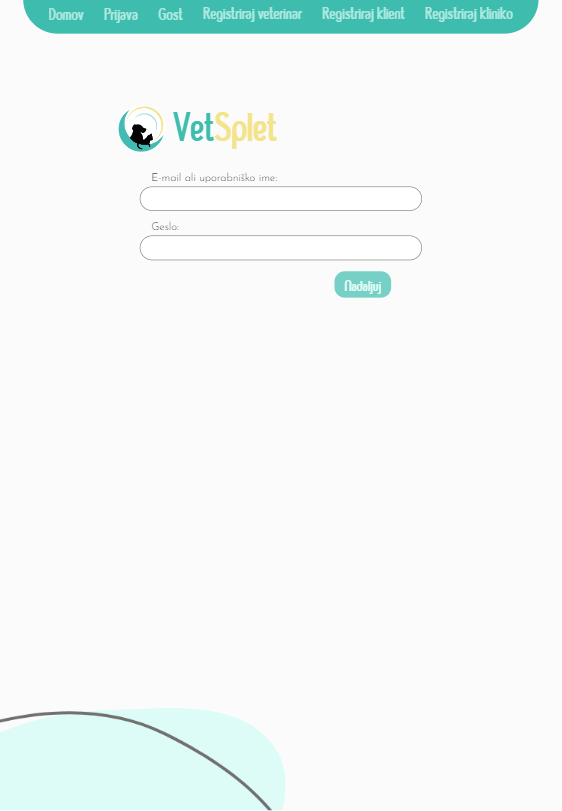 Domov Prijava Gost Registriraj veterinar Registriraj klient Registriraj kliniko
VetSplet
E-mail ali uporabniško ime:
Geslo:
Nadaljuj